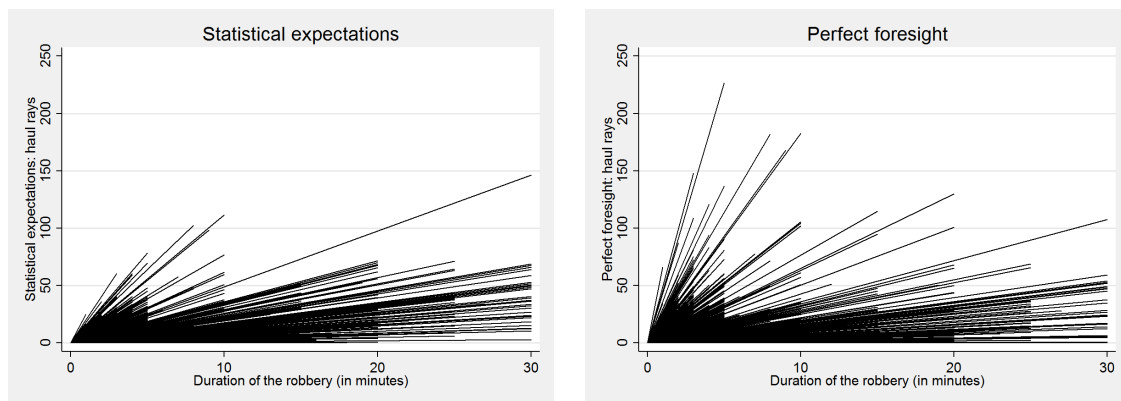 Statistical expectations
Statistical expectations: haul rays
250
200
150
100
50
0
0 10 20 30
Duration of the robbery (in minutes)
Perfect foresight
Perfect foresight: haul rays
250
200
150
100
50
0
0 10 20 30
Duration of the robbery (in minutes)